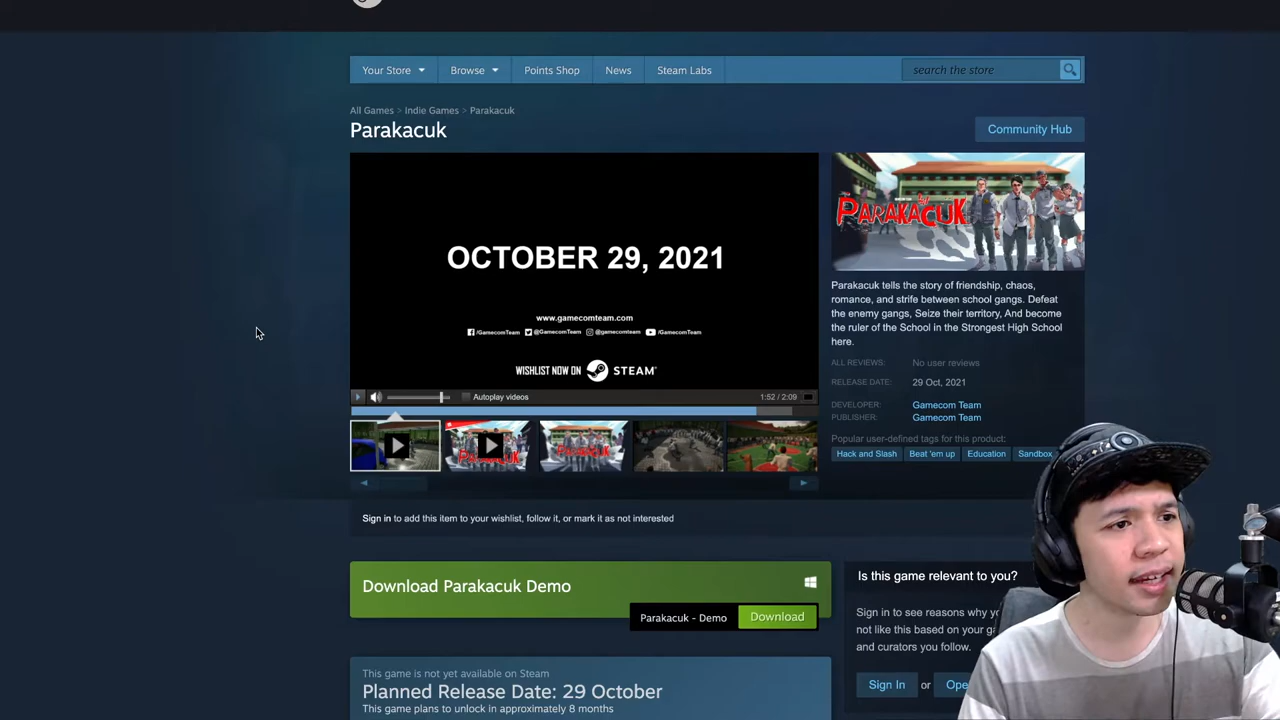 Your Store
Browse
Points Shop
News
Steam Labs
search the store
All Games > Indie Games > Parakacuk
Parakacuk
Community Hub
OCTOBER 29, 2021
www.gamecomteam.com
/GamecomTeam
@GamecomTeam
@gamecomteam
/GamecomTeam
WISHLIST NOW ON STEAM
Autoplay videos
1:52 / 2:09
PARAKACUK
Parakacuk tells the story of friendship, chaos,
romance, and strife between school gangs. Defeat
the enemy gangs, Seize their territory, And become
the ruler of the School in the Strongest High School
here.
ALL REVIEWS: No user reviews
RELEASE DATE: 29 Oct, 2021
DEVELOPER: Gamecom Team
PUBLISHER: Gamecom Team
Popular user-defined tags for this product:
Hack and Slash
Beat 'em up
Education
Sandbox
Sign in to add this item to your wishlist, follow it, or mark it as not interested
Download Parakacuk Demo
Parakacuk - Demo
Download
Is this game relevant to you?
Sign in to see reasons why
not like this based on your
and curators you follow.
Sign In or
This game is not yet available on Steam
Planned Release Date: 29 October
This game plans to unlock in approximately 8 months